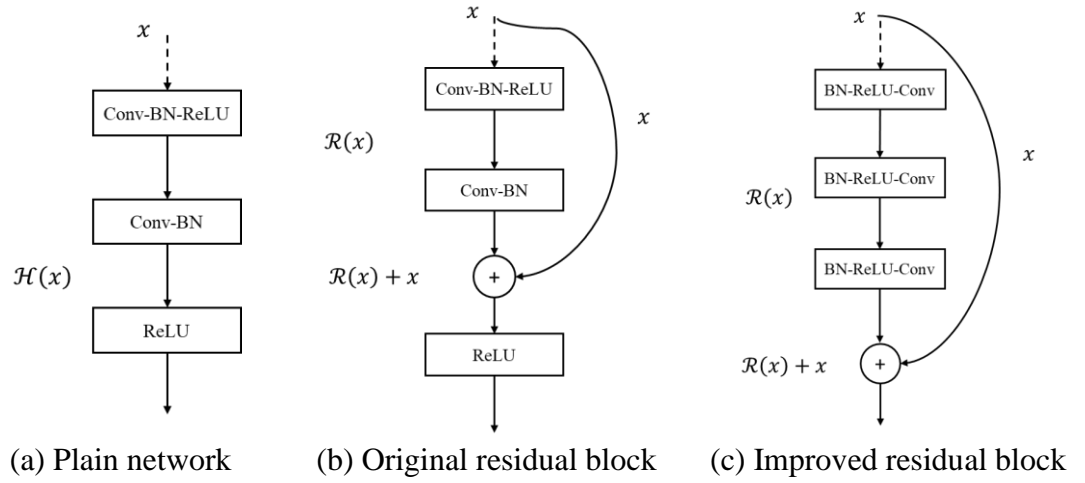 x
Conv-BN-ReLU
Conv-BN
ℋ(x)
ReLU
(a) Plain network
x
Conv-BN-ReLU
x
ℛ(x)
Conv-BN
ℛ(x) + x
+
ReLU
(b) Original residual block
x
BN-ReLU-Conv
x
BN-ReLU-Conv
ℛ(x)
BN-ReLU-Conv
ℛ(x) + x
+
(c) Improved residual block